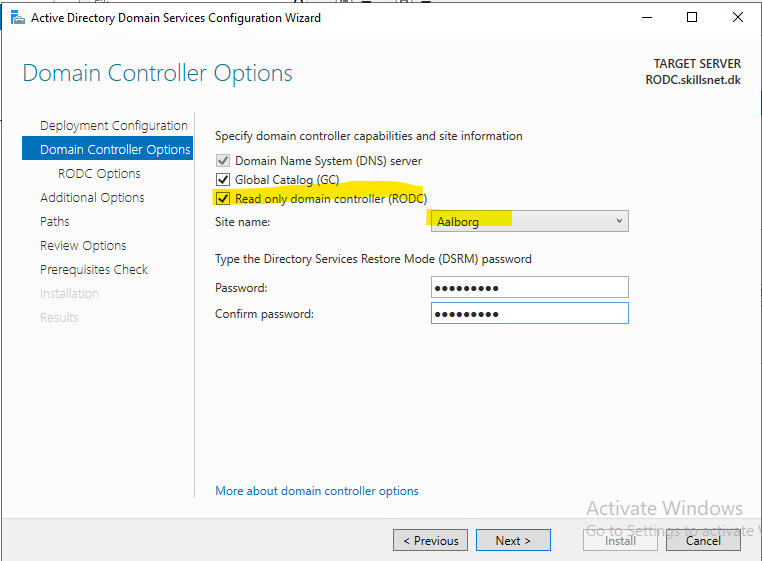 Active Directory Domain Services Configuration Wizard
Domain Controller Options
TARGET SERVER
RODC.skillsnet.dk
Deployment Configuration
Domain Controller Options
RODC Options
Additional Options
Paths
Review Options
Prerequisites Check
Installation
Results
Specify domain controller capabilities and site information
Domain Name System (DNS) server
Global Catalog (GC)
Read only domain controller (RODC)
Site name: Aalborg
Type the Directory Services Restore Mode (DSRM) password
Password: ●●●●●●●●●
Confirm password: ●●●●●●●●●
More about domain controller options
Activate Windows
Go to Settings to activate
< Previous Next > Install Cancel